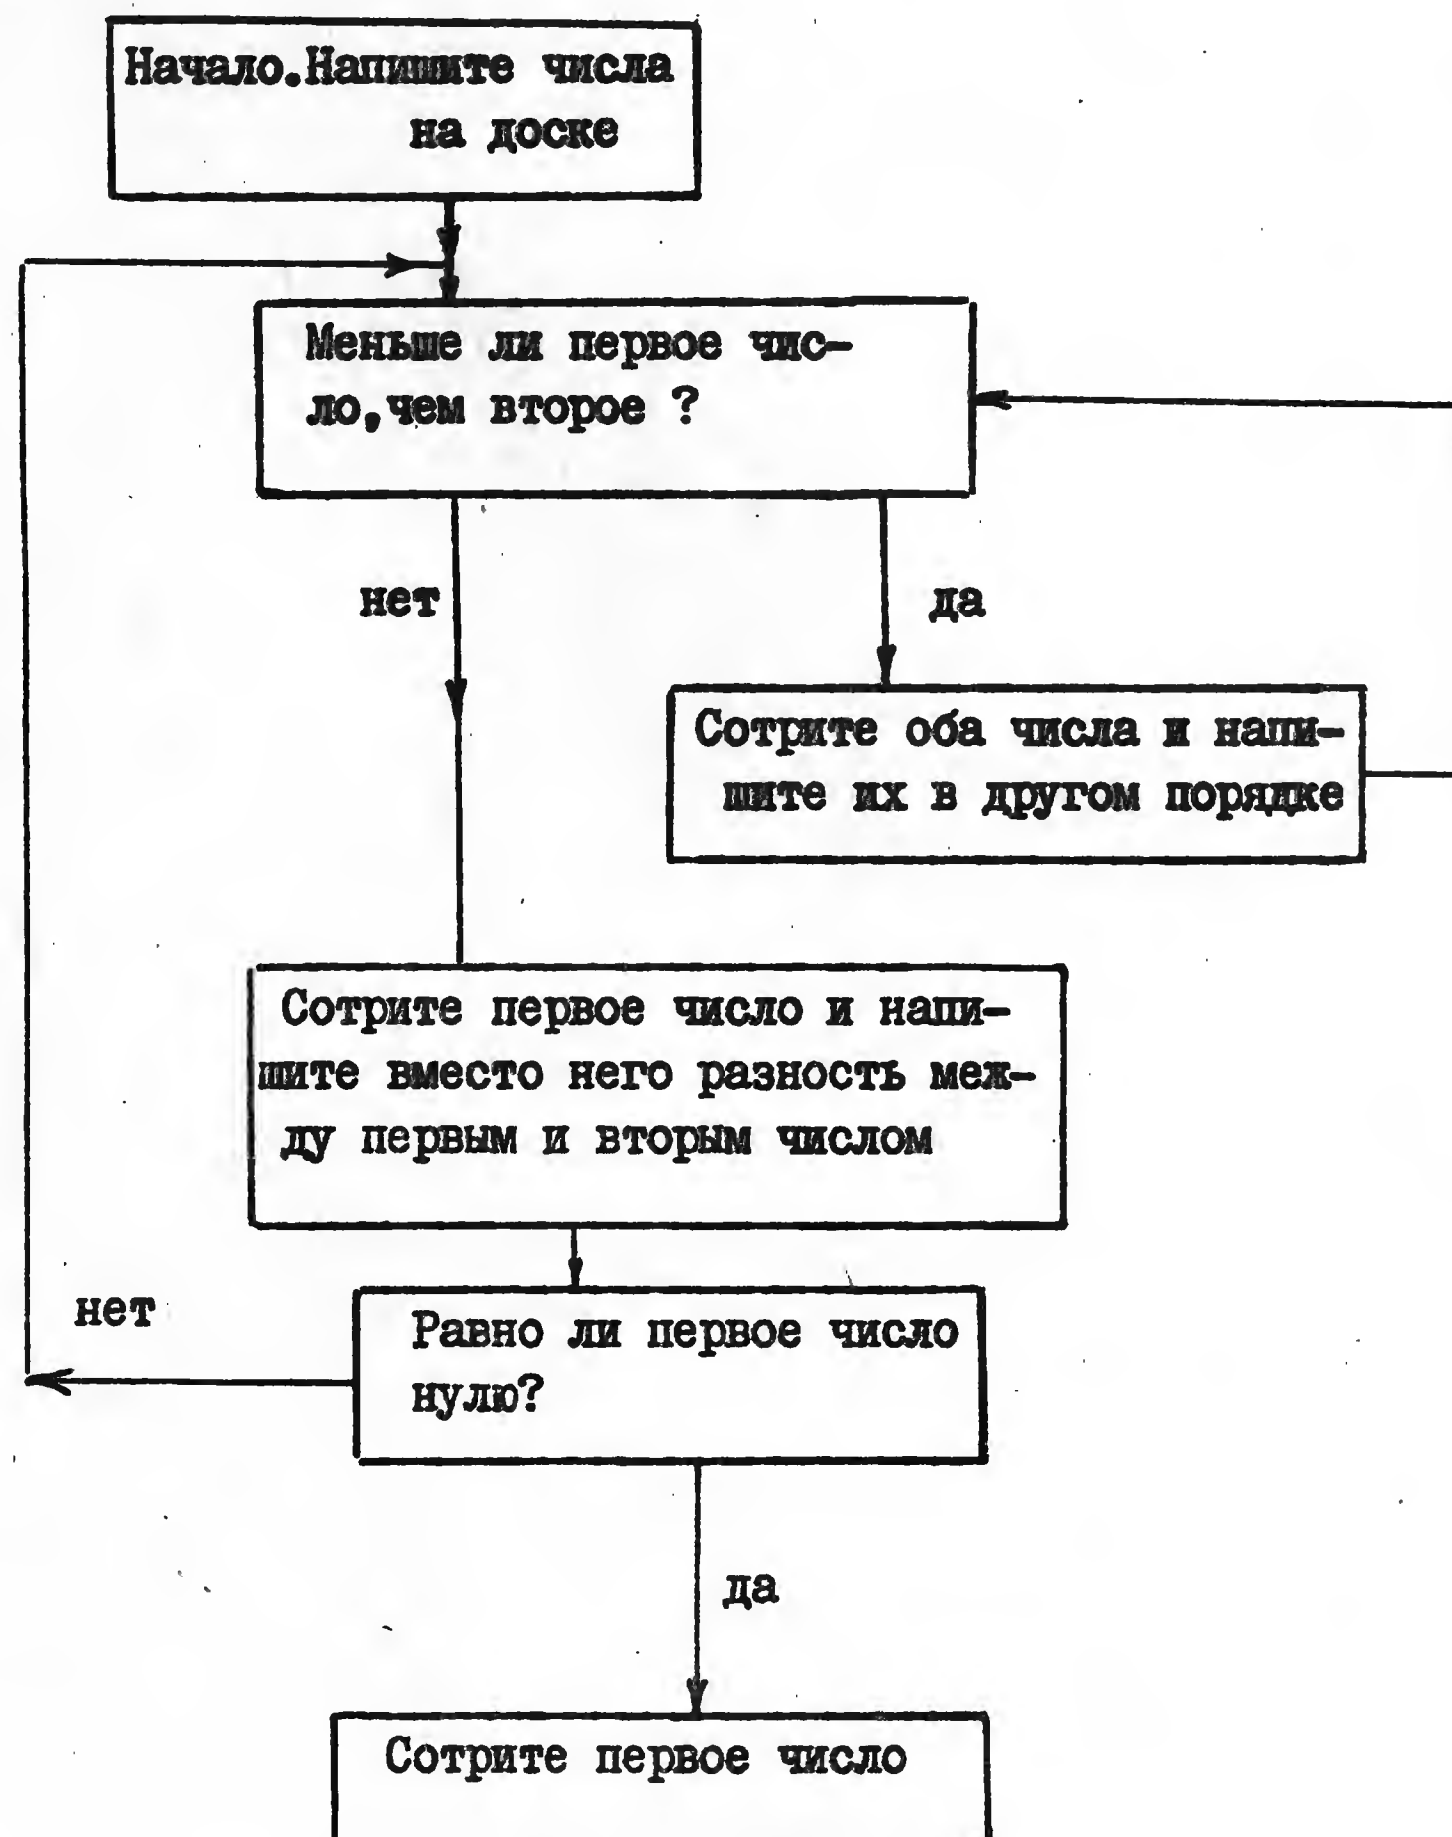 Начало.Напишите числа
на доске
Меньше ли первое чис-
ло,чем второе ?
нет
да
Сотрите оба числа и напи-
шите их в другом порядке
Сотрите первое число и напи-
шите вместо него разность меж-
ду первым и вторым числом
нет
Равно ли первое число
нулю?
да
Сотрите первое число